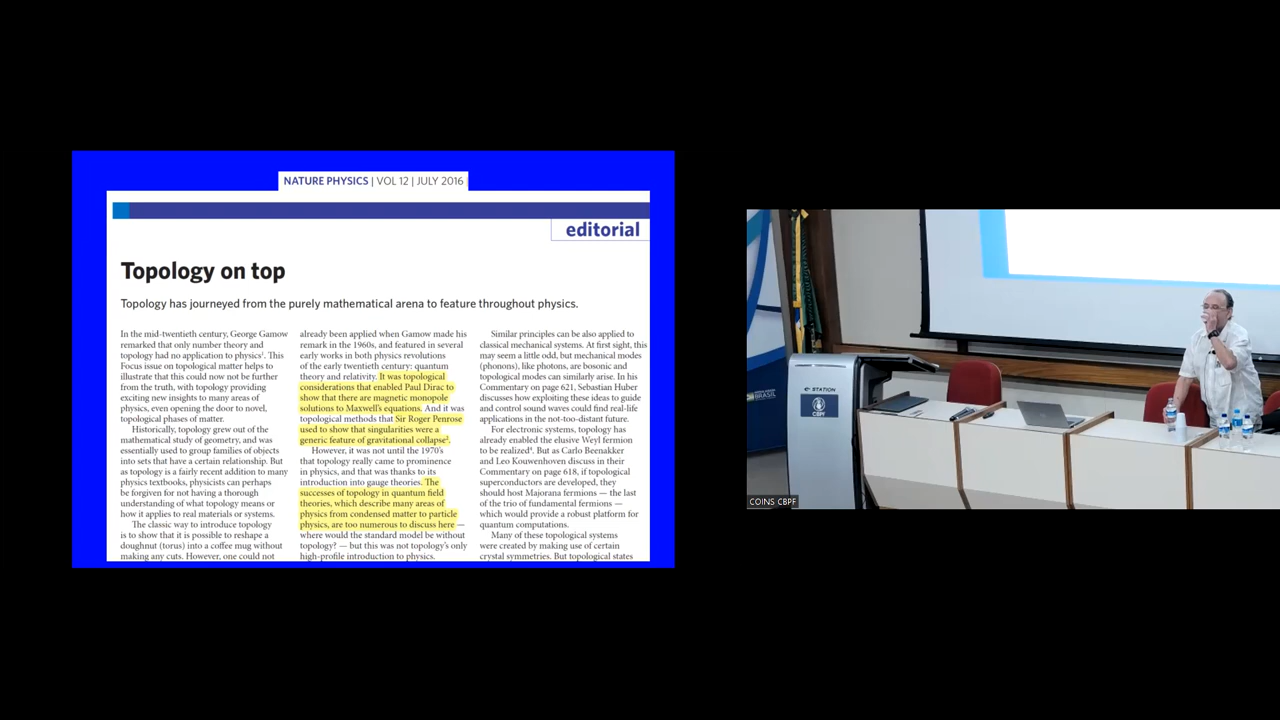 NATURE PHYSICS | VOL 12 | JULY 2016
editorial
Topology on top
Topology has journeyed from the purely mathematical arena to feature throughout physics.
In the mid-twentieth century, George Gamow
remarked that only number theory and
topology had no application to physics¹. This
Focus issue on topological matter helps to
illustrate that this could now not be further
from the truth, with topology providing
exciting new insights to many areas of
physics, even opening the door to novel,
topological phases of matter.
Historically, topology grew out of the
mathematical study of geometry, and was
essentially used to group families of objects
into sets that have a certain relationship. But
as topology is a fairly recent addition to many
physics textbooks, physicists can perhaps
be forgiven for not having a thorough
understanding of what topology means or
how it applies to real materials or systems.
The classic way to introduce topology
is to show that it is possible to reshape a
doughnut (torus) into a coffee mug without
making any cuts. However, one could not
already been applied when Gamow made his
remark in the 1960s, and featured in several
early works in both physics revolutions
of the early twentieth century: quantum
theory and relativity. It was topological
considerations that enabled Paul Dirac to
show that there are magnetic monopole
solutions to Maxwell's equations. And it was
topological methods that Sir Roger Penrose
used to show that singularities were a
generic feature of gravitational collapse².
However, it was not until the 1970's
that topology really came to prominence
in physics, and that was thanks to its
introduction into gauge theories. The
successes of topology in quantum field
theories, which describe many areas of
physics from condensed matter to particle
physics, are too numerous to discuss here —
where would the standard model be without
topology? — but this was not topology's only
high-profile introduction to physics.
Similar principles can be also applied to
classical mechanical systems. At first sight, this
may seem a little odd, but mechanical modes
(phonons), like photons, are bosonic and
topological modes can similarly arise. In his
Commentary on page 621, Sebastian Huber
discusses how exploiting these ideas to guide
and control sound waves could find real-life
applications in the not-too-distant future.
For electronic systems, topology has
already enabled the elusive Weyl fermion
to be realized⁴. But as Carlo Beenakker
and Leo Kouwenhoven discuss in their
Commentary on page 618, if topological
superconductors are developed, they
should host Majorana fermions — the last
of the trio of fundamental fermions —
which would provide a robust platform for
quantum computations.
Many of these topological systems
were created by making use of certain
crystal symmetries. But topological states
STATION
CBPF
BRASIL
COINS CBPF